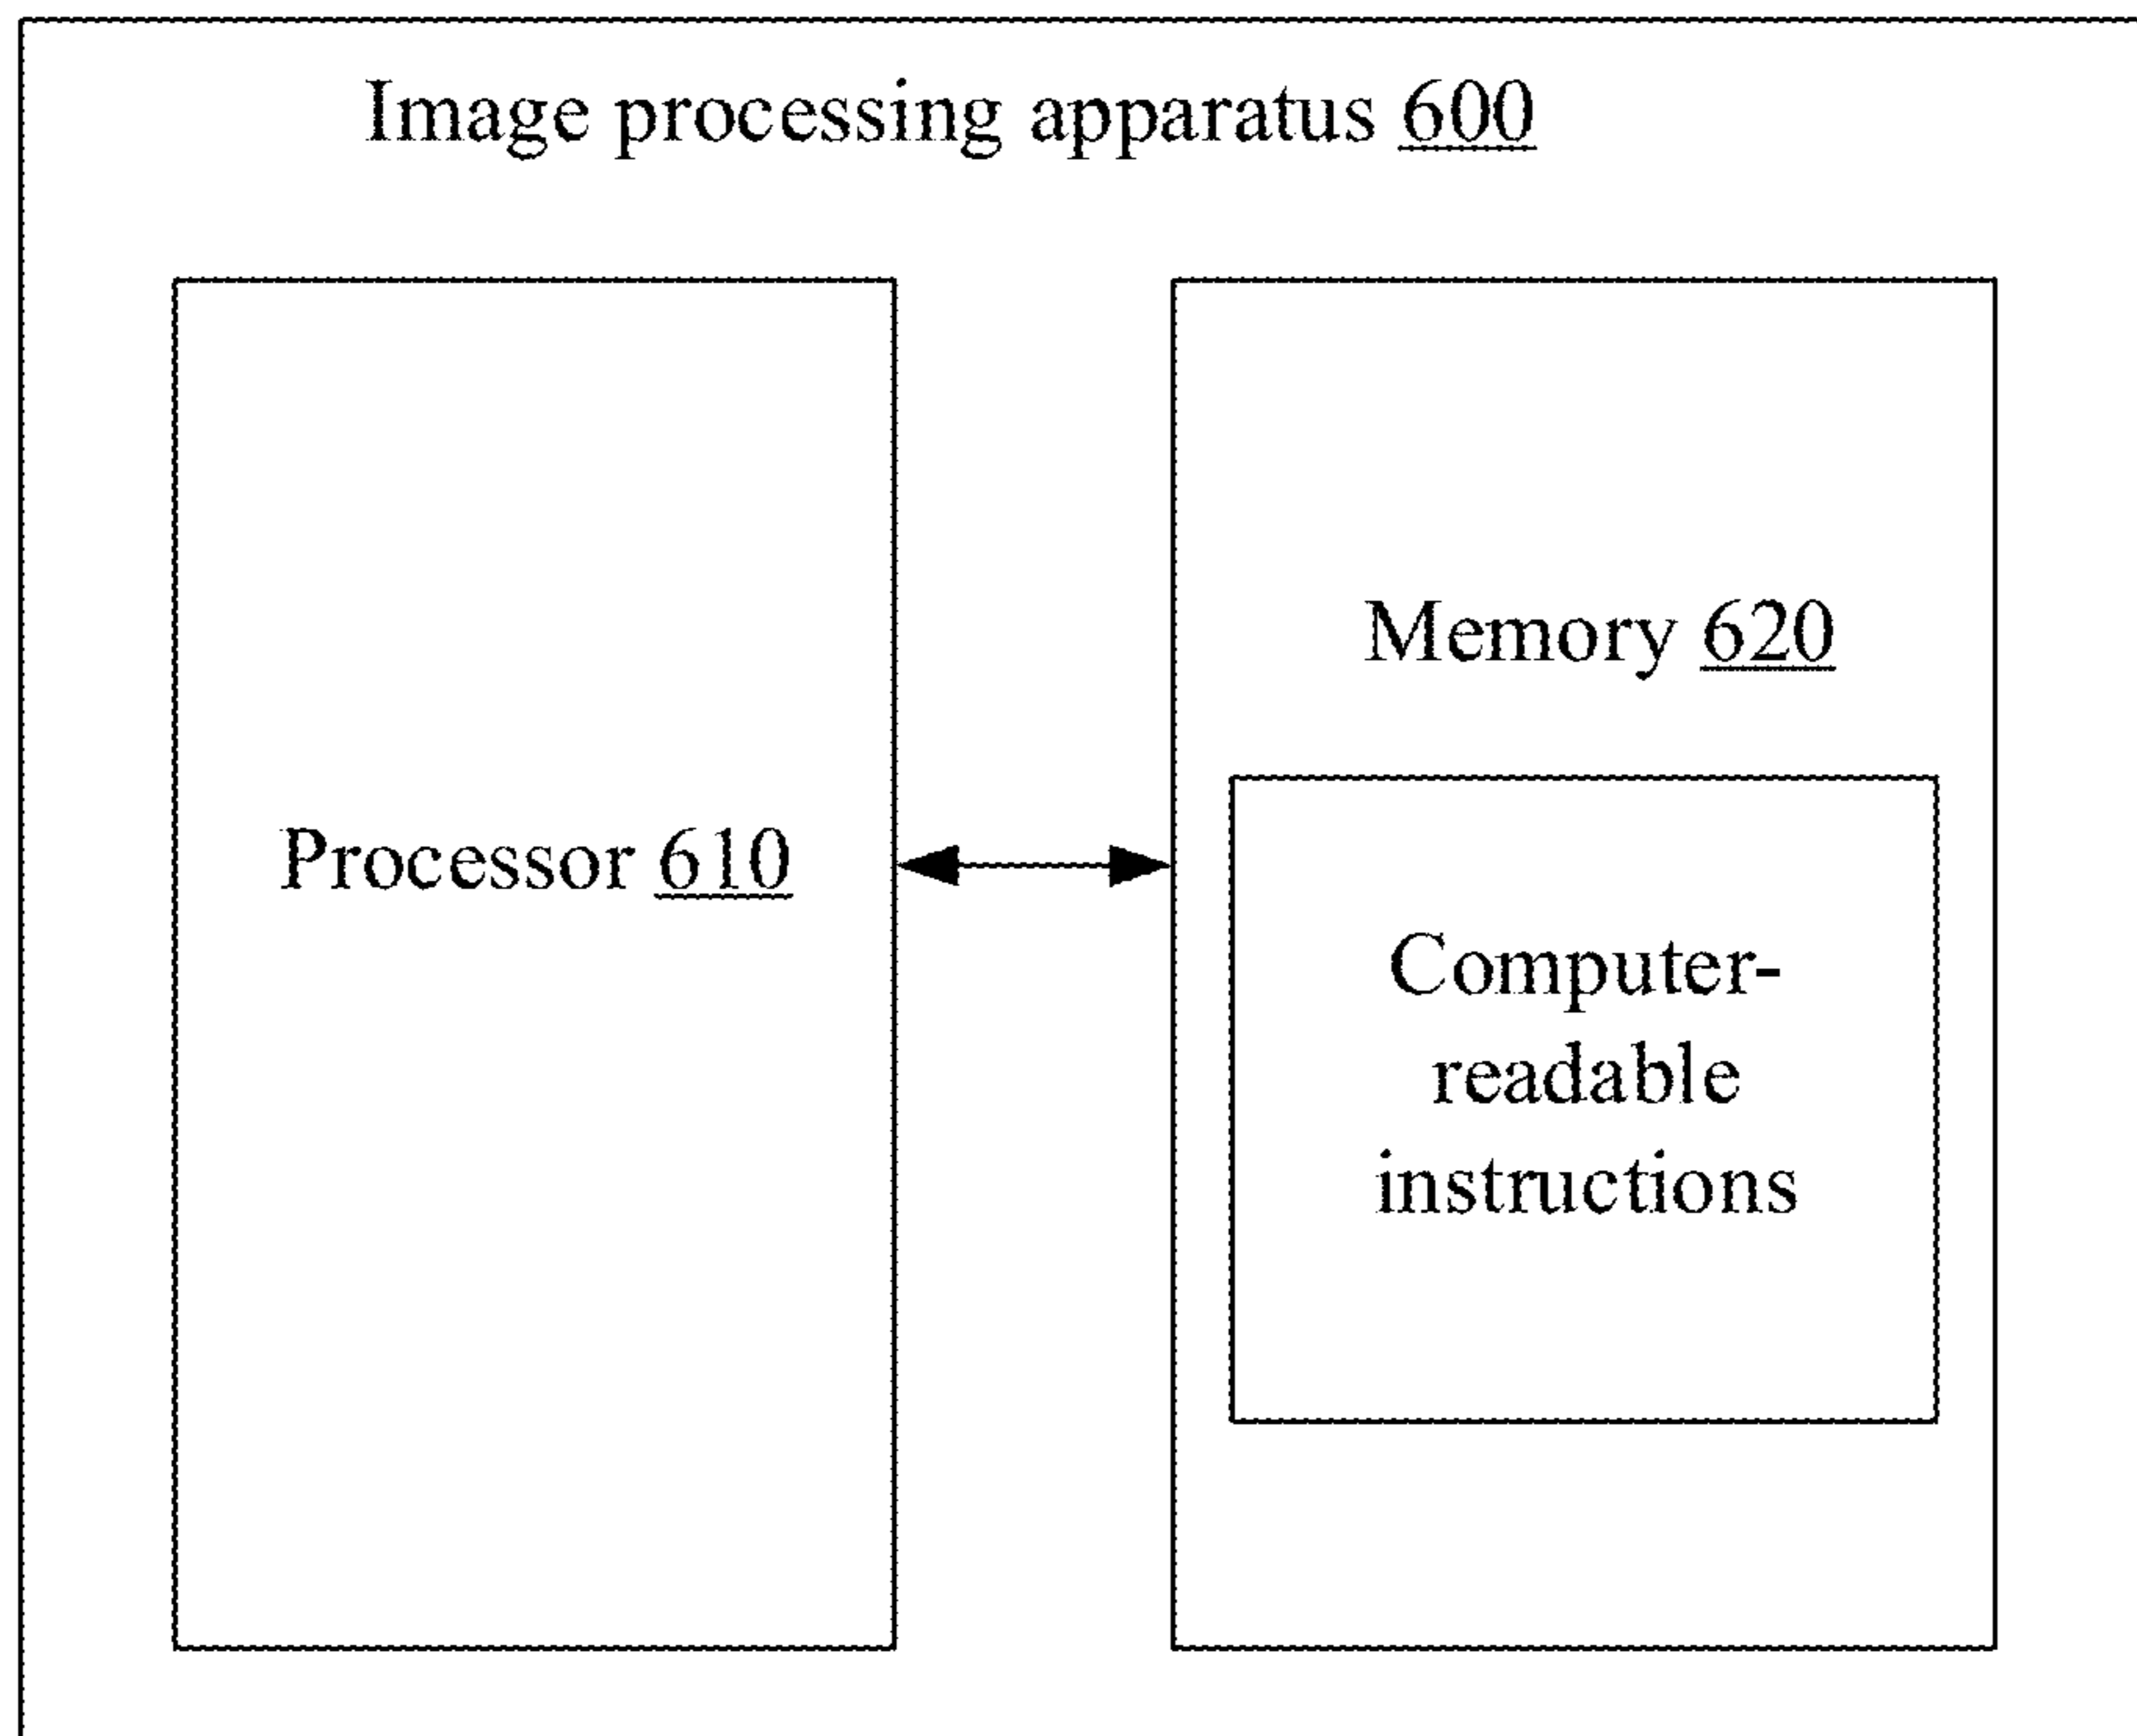 Image processing apparatus 600
Memory 620
Processor 610
Computer-
readable
instructions